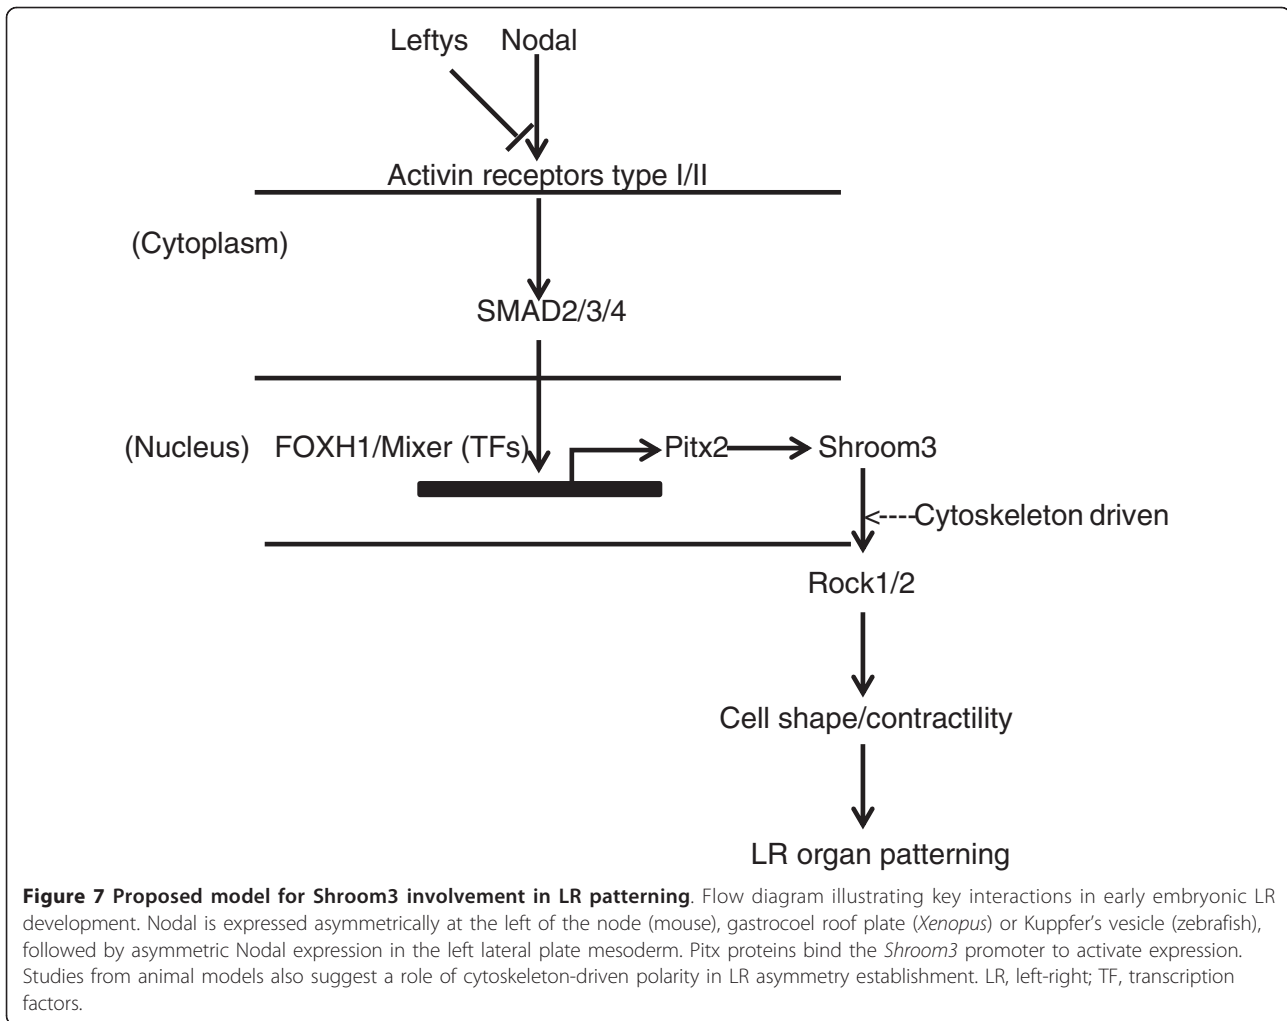 Leftys Nodal
Activin receptors type I/II
(Cytoplasm)
SMAD2/3/4
(Nucleus) FOXH1/Mixer (TFs) Pitx2 Shroom3
Cytoskeleton driven
Rock1/2
Cell shape/contractility
LR organ patterning
Figure 7 Proposed model for Shroom3 involvement in LR patterning. Flow diagram illustrating key interactions in early embryonic LR
development. Nodal is expressed asymmetrically at the left of the node (mouse), gastrocoel roof plate (Xenopus) or Kuppfer's vesicle (zebrafish),
followed by asymmetric Nodal expression in the left lateral plate mesoderm. Pitx proteins bind the Shroom3 promoter to activate expression.
Studies from animal models also suggest a role of cytoskeleton-driven polarity in LR asymmetry establishment. LR, left-right; TF, transcription
factors.